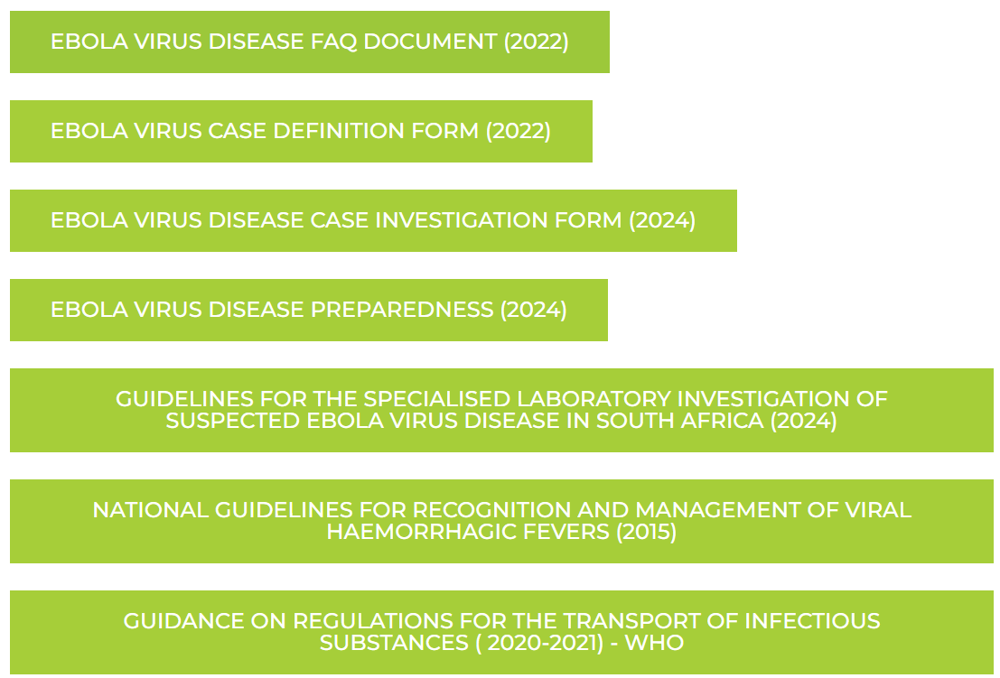 EBOLA VIRUS DISEASE FAQ DOCUMENT (2022)
EBOLA VIRUS CASE DEFINITION FORM (2022)
EBOLA VIRUS DISEASE CASE INVESTIGATION FORM (2024)
EBOLA VIRUS DISEASE PREPAREDNESS (2024)
GUIDELINES FOR THE SPECIALISED LABORATORY INVESTIGATION OF
SUSPECTED EBOLA VIRUS DISEASE IN SOUTH AFRICA (2024)
NATIONAL GUIDELINES FOR RECOGNITION AND MANAGEMENT OF VIRAL
HAEMORRHAGIC FEVERS (2015)
GUIDANCE ON REGULATIONS FOR THE TRANSPORT OF INFECTIOUS
SUBSTANCES ( 2020-2021) - WHO